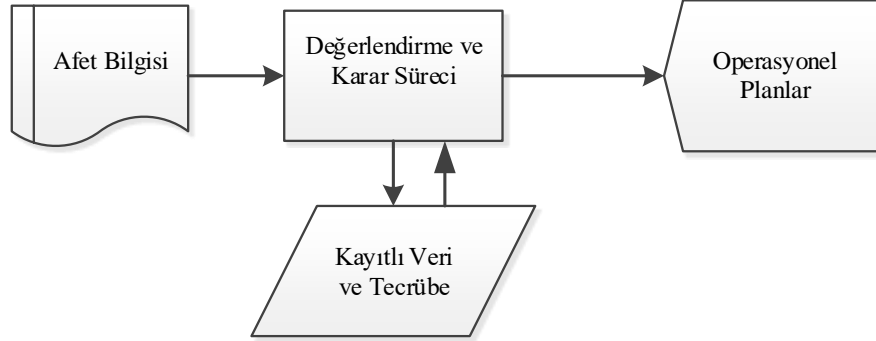 Afet Bilgisi
Değerlendirme ve
Karar Süreci
Operasyonel
Planlar
Kayıtlı Veri
ve Tecrübe